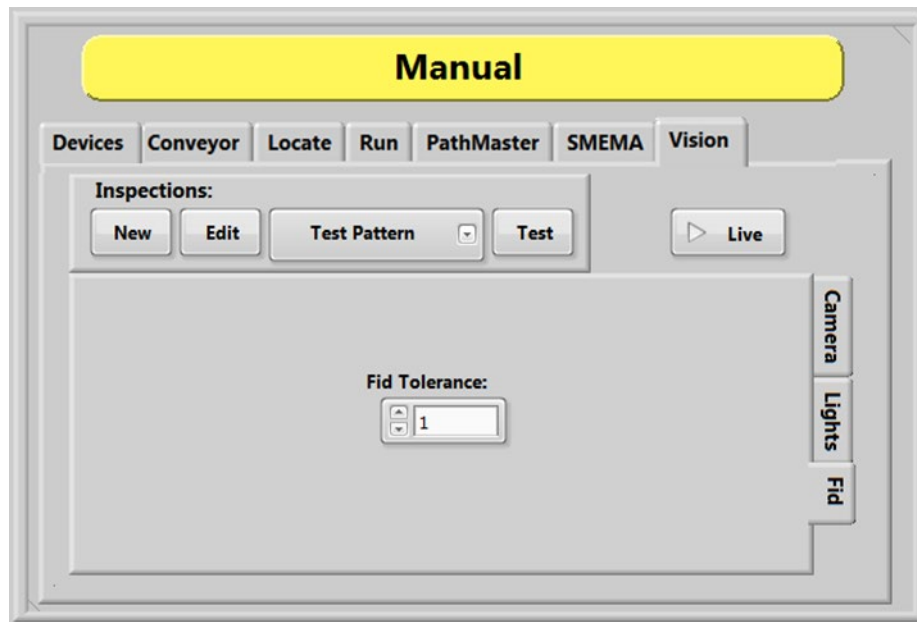 Manual
Devices Conveyor Locate Run PathMaster SMEMA Vision
Inspections:
New Edit Test Pattern Test Live
Camera
Fid Tolerance:
1
Lights
Fid